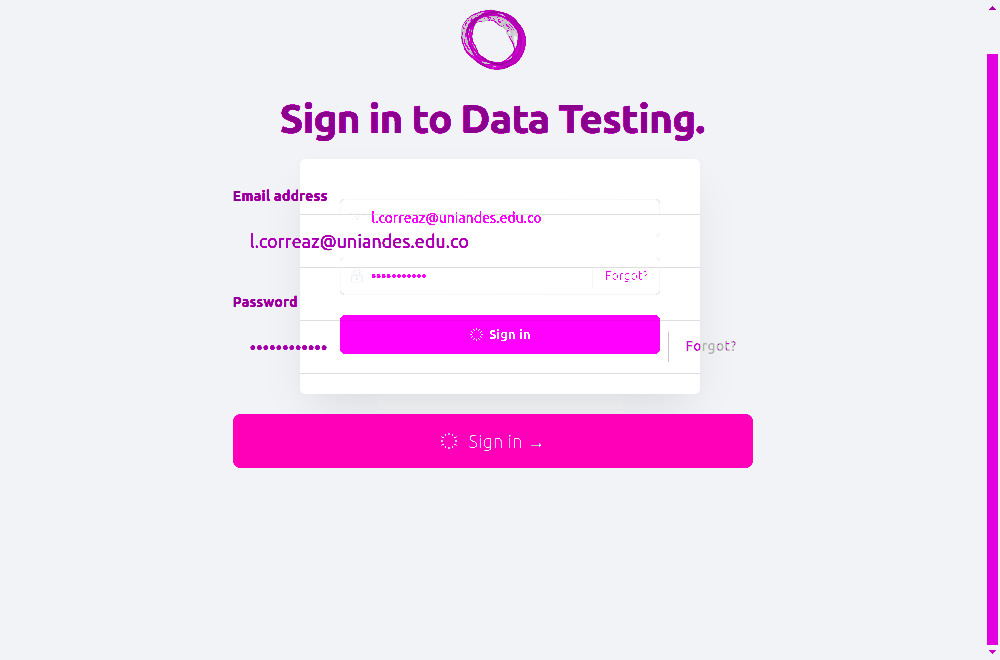 Sign in to Data Testing.
Email address
l.correaz@uniandes.edu.co
l.correaz@uniandes.edu.co
•••••••••••
Forgot?
Password
Sign in
••••••••••••
Forgot?
Sign in →